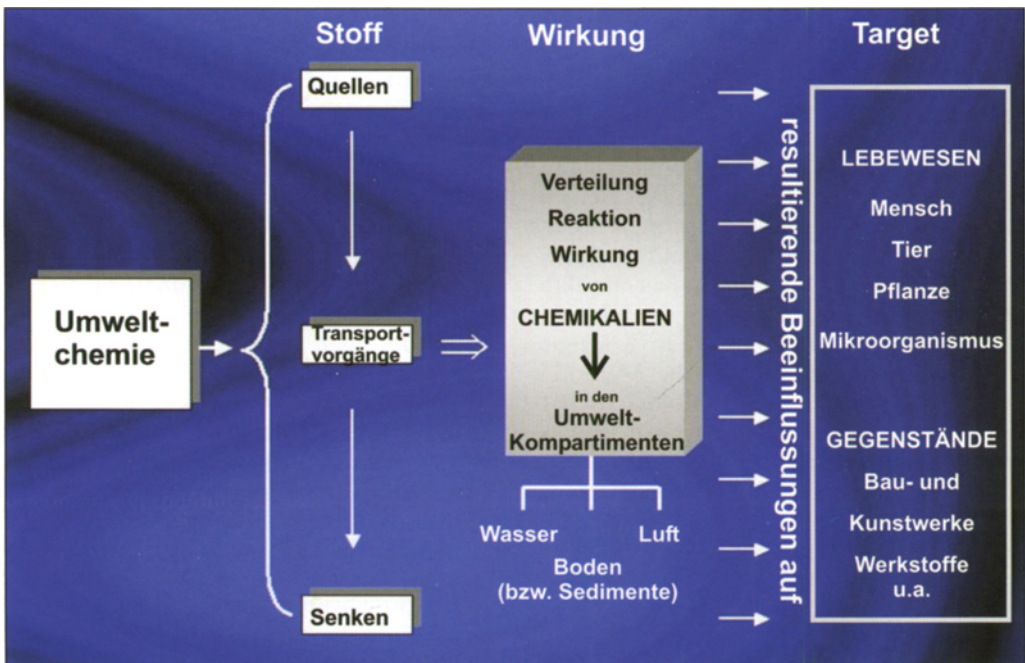 Stoff
Wirkung
Target
Umwelt-
chemie
Quellen
Transport-
vorgänge
Senken
Verteilung
Reaktion
Wirkung
von
CHEMIKALIEN
in den
Umwelt-
Kompartimenten
Wasser
Luft
Boden
(bzw. Sedimente)
resultierende Beeinflussungen auf
LEBEWESEN
Mensch
Tier
Pflanze
Mikroorganismus
GEGENSTÄNDE
Bau- und
Kunstwerke
Werkstoffe
u.a.